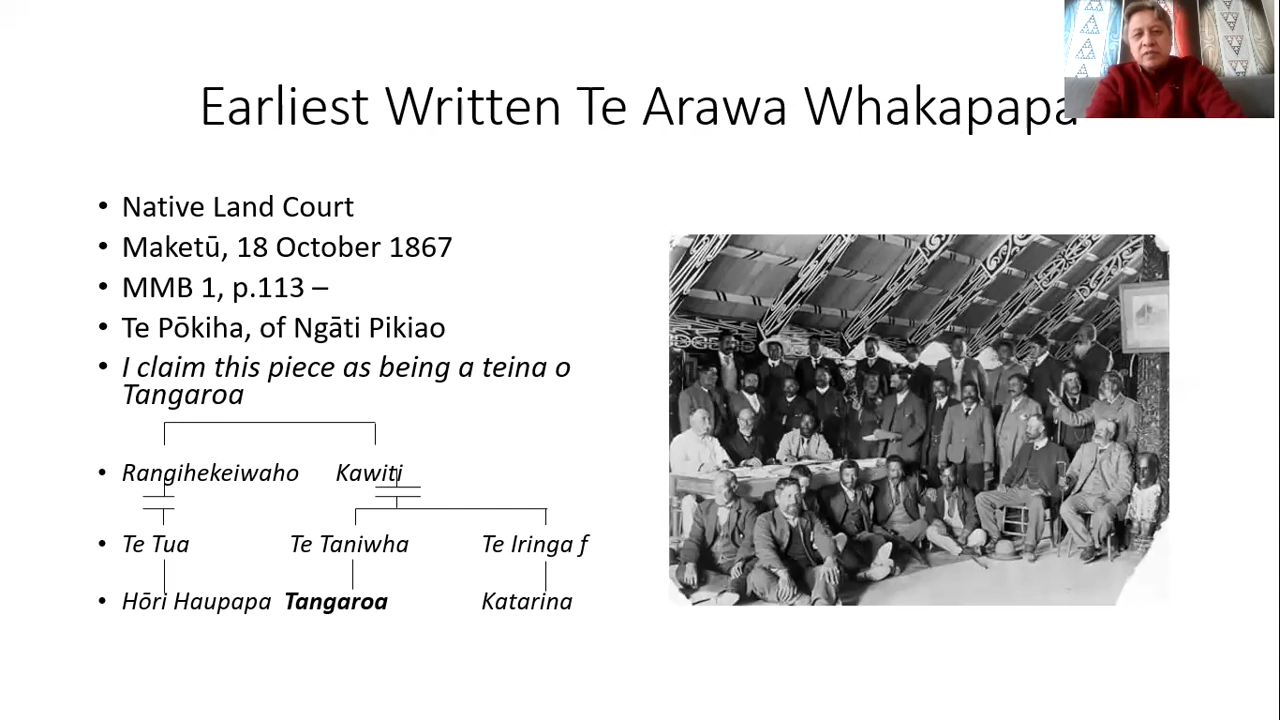 Earliest Written Te Arawa Whakapapa
• Native Land Court
• Maketū, 18 October 1867
• MMB 1, p.113 –
• Te Pōkiha, of Ngāti Pikiao
• I claim this piece as being a teina o
Tangaroa
• Rangihekeiwaho Kawiti
• Te Tua Te Taniwha Te Iringa f
• Hōri Haupapa Tangaroa Katarina